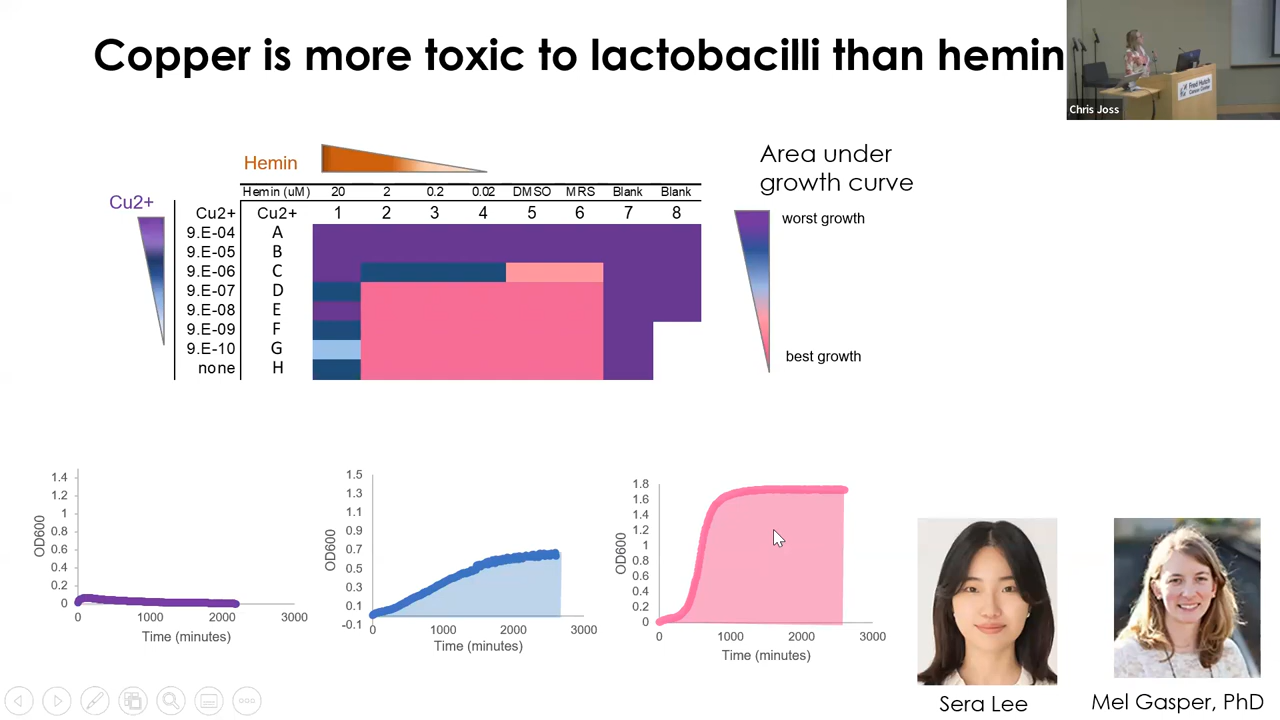 Copper is more toxic to lactobacilli than hemin
Fred Hutch
Cancer Center
Chris Joss
Hemin
Cu2+
Hemin (uM) 20 2 0.2 0.02 DMSO MRS Blank Blank
Cu2+ Cu2+ 1 2 3 4 5 6 7 8
9.E-04 A
9.E-05 B
9.E-06 C
9.E-07 D
9.E-08 E
9.E-09 F
9.E-10 G
none H
Area under
growth curve
worst growth
best growth
OD600
1.4
1.2
1
0.8
0.6
0.4
0.2
0
0 1000 2000 3000
Time (minutes)
OD600
1.5
1.3
1.1
0.9
0.7
0.5
0.3
0.1
-0.1
0 1000 2000 3000
Time (minutes)
OD600
1.8
1.6
1.4
1.2
1
0.8
0.6
0.4
0.2
0
0 1000 2000 3000
Time (minutes)
Sera Lee
Mel Gasper, PhD